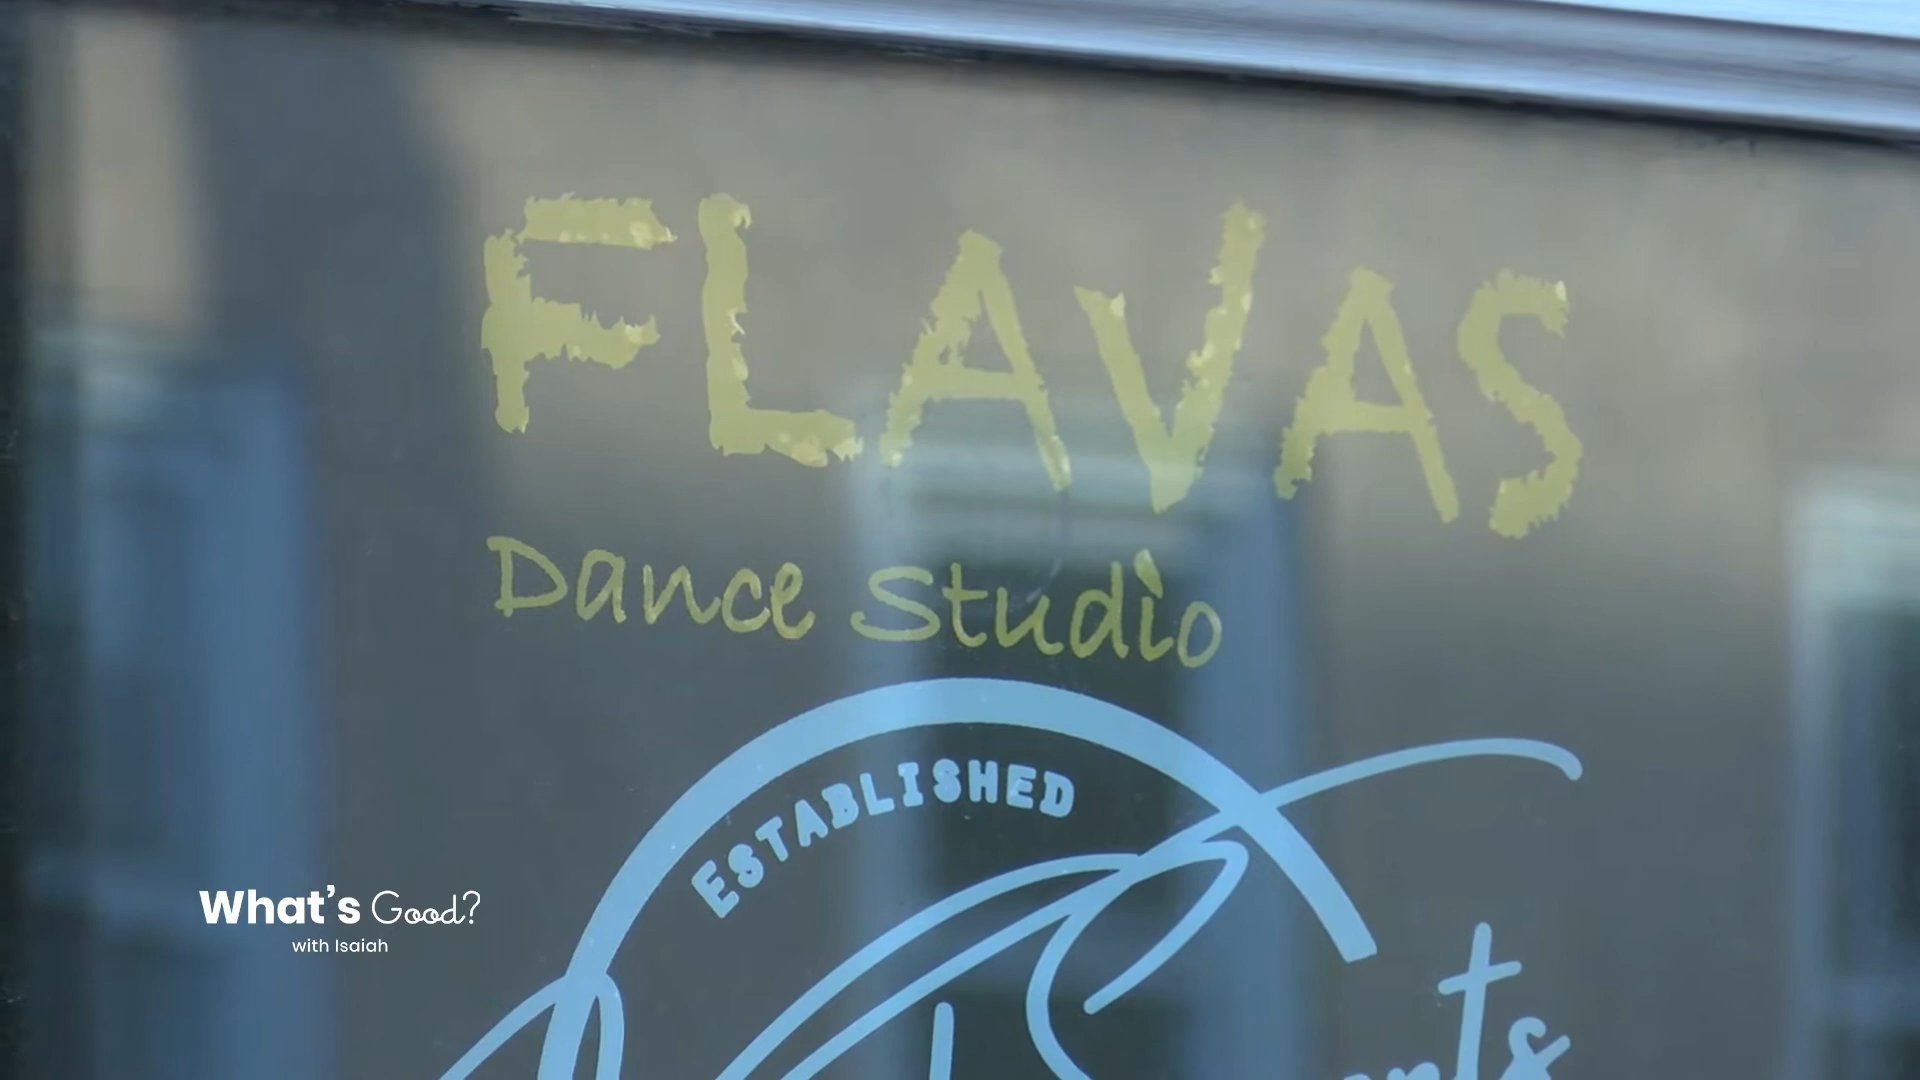 FLAVAS
Dance Studio
ESTABLISHED
What's Good?
with Isaiah